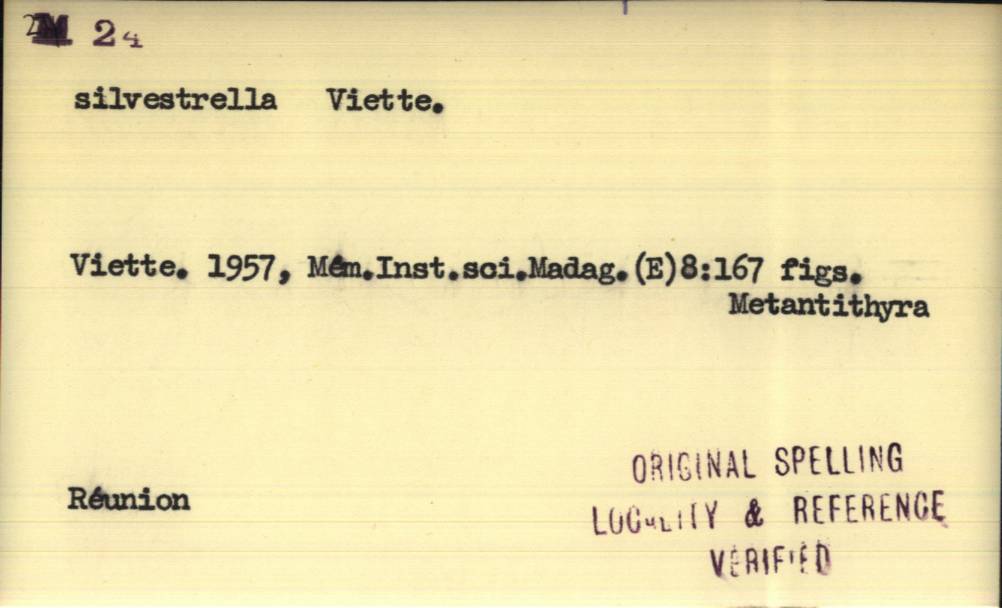 24
silvestrella Viette.
Viette. 1957, Mém.Inst.sci.Madag.(E)8:167 figs.
Metantithyra
Réunion
ORIGINAL SPELLING
LOCALITY & REFERENCE
VERIFIED